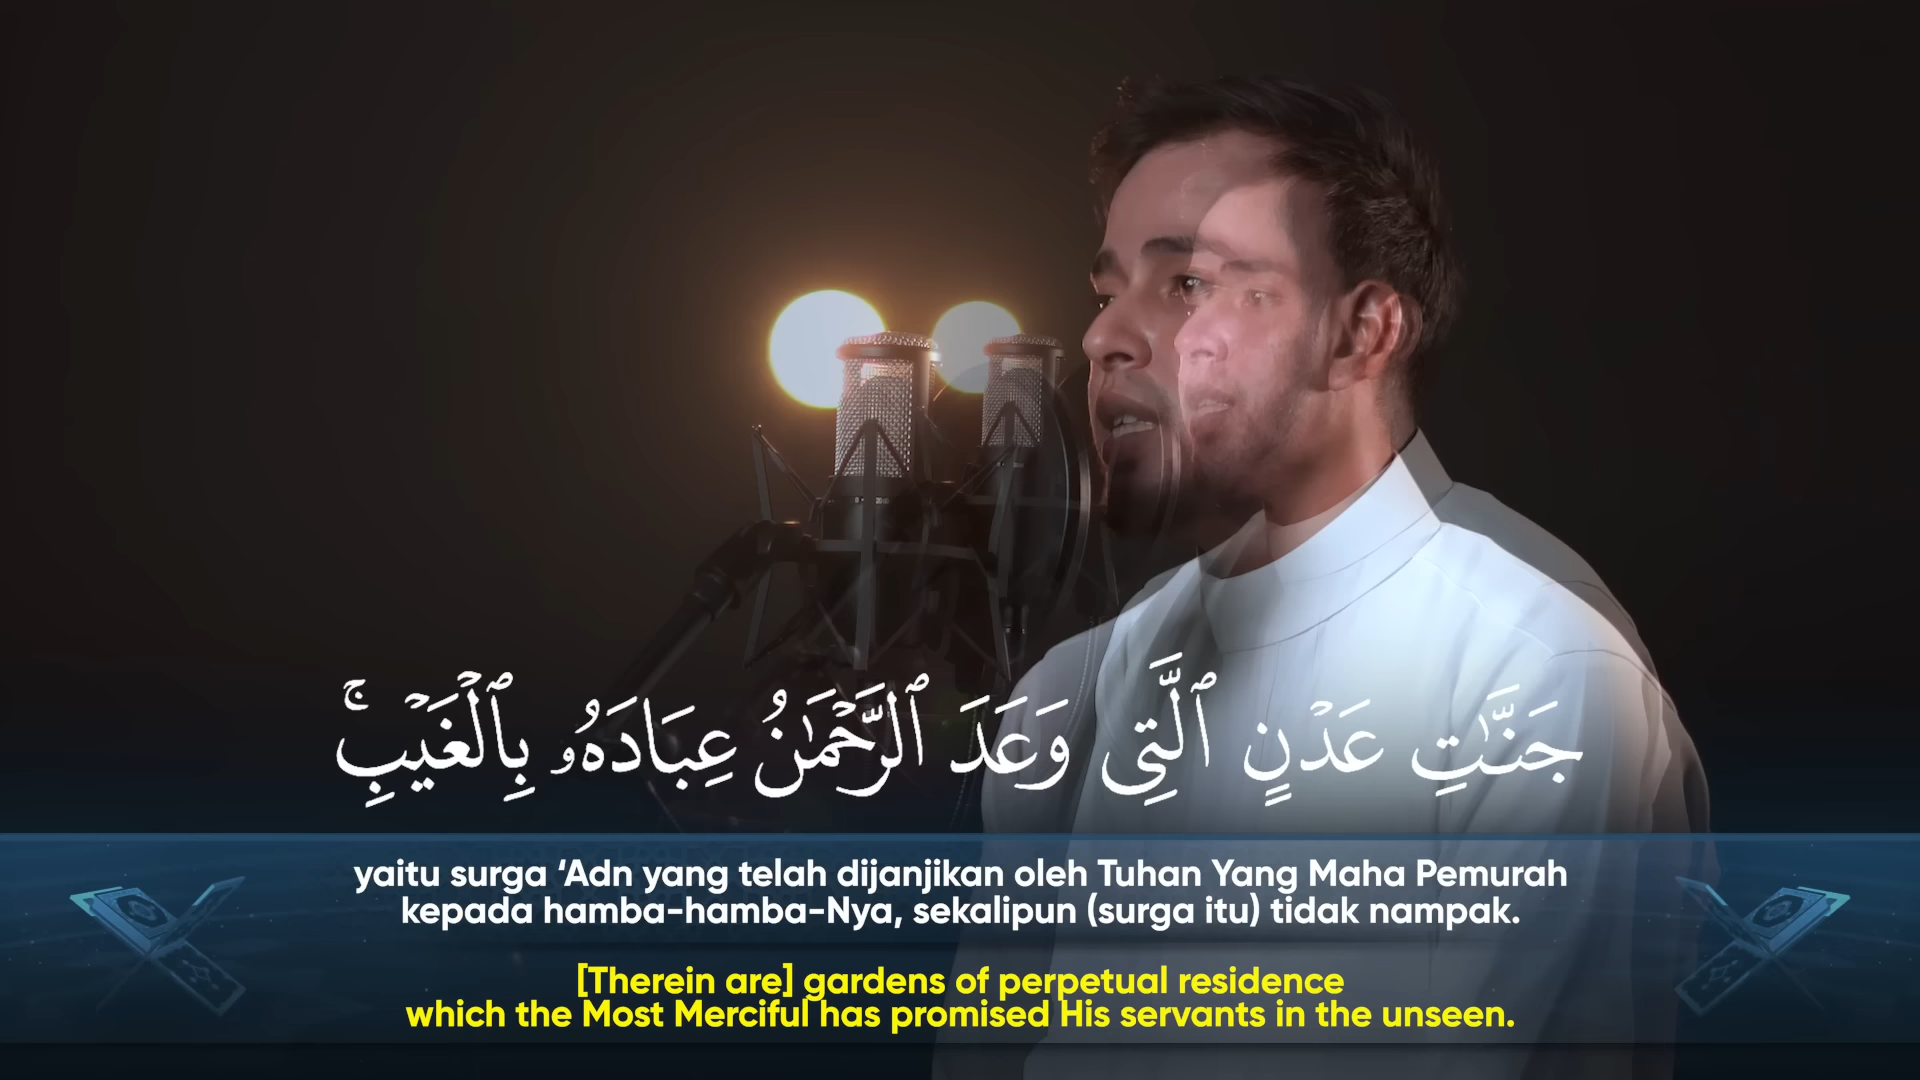 جَنَّـٰتِ عَدْنٍ ٱلَّتِى وَعَدَ ٱلرَّحْمَـٰنُ عِبَادَهُۥ بِٱلْغَيْبِ ۚ
yaitu surga ‘Adn yang telah dijanjikan oleh Tuhan Yang Maha Pemurah
kepada hamba-hamba-Nya, sekalipun (surga itu) tidak nampak.
[Therein are] gardens of perpetual residence
which the Most Merciful has promised His servants in the unseen.